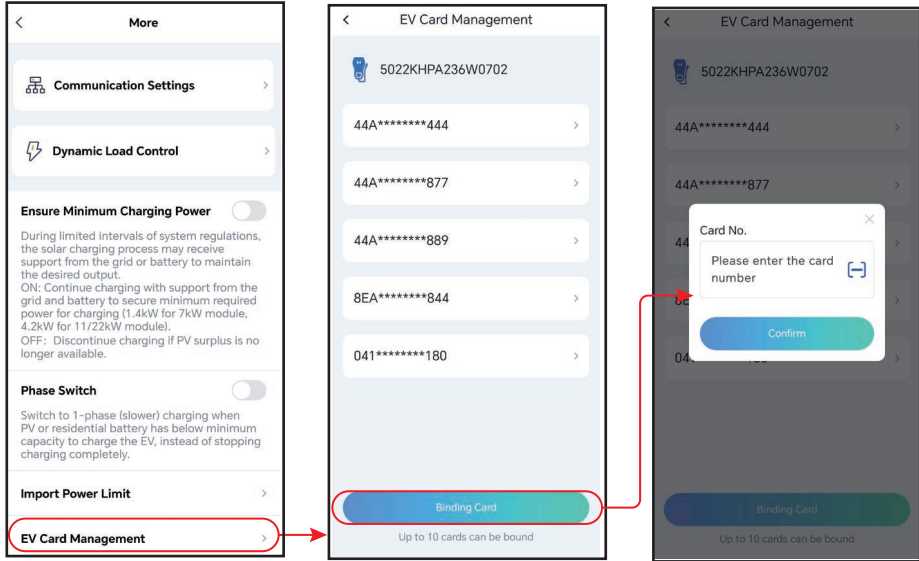 More
Communication Settings
Dynamic Load Control
Ensure Minimum Charging Power
During limited intervals of system regulations,
the solar charging process may receive
support from the grid or battery to maintain
the desired output.
ON: Continue charging with support from the
grid and battery to secure minimum required
power for charging (1.4kW for 7kW module,
4.2kW for 11/22kW module).
OFF: Discontinue charging if PV surplus is no
longer available.
Phase Switch
Switch to 1-phase (slower) charging when
PV or residential battery has below minimum
capacity to charge the EV, instead of stopping
charging completely.
Import Power Limit
EV Card Management
EV Card Management
5022KHPA236W0702
44A********444
44A********877
44A********889
8EA********844
041********180
Binding Card
Up to 10 cards can be bound
EV Card Management
5022KHPA236W0702
44A********444
44A********877
Card No.
44
Please enter the card
number
8E
Confirm
04
Binding Card
Up to 10 cards can be bound